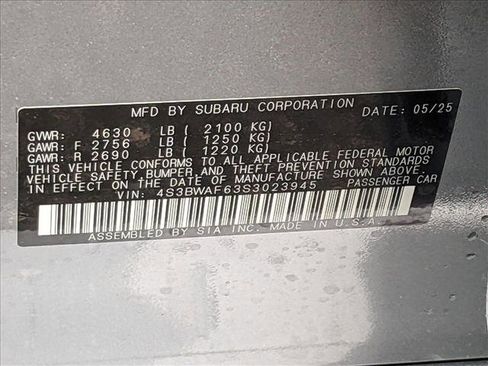 MFD BY SUBARU CORPORATION DATE: 05/25
GVWR: 4630 LB ( 2100 KG)
GAWR: F 2756 LB ( 1250 KG)
GAWR: R 2690 LB ( 1220 KG)
THIS VEHICLE CONFORMS TO ALL APPLICABLE FEDERAL MOTOR
VEHICLE SAFETY, BUMPER AND THEFT PREVENTION STANDARDS
IN EFFECT ON THE DATE OF MANUFACTURE SHOWN ABOVE.
VIN: 4S3BWAF63S3023945 PASSENGER CAR
ASSEMBLED BY SIA INC. MADE IN U.S.A.